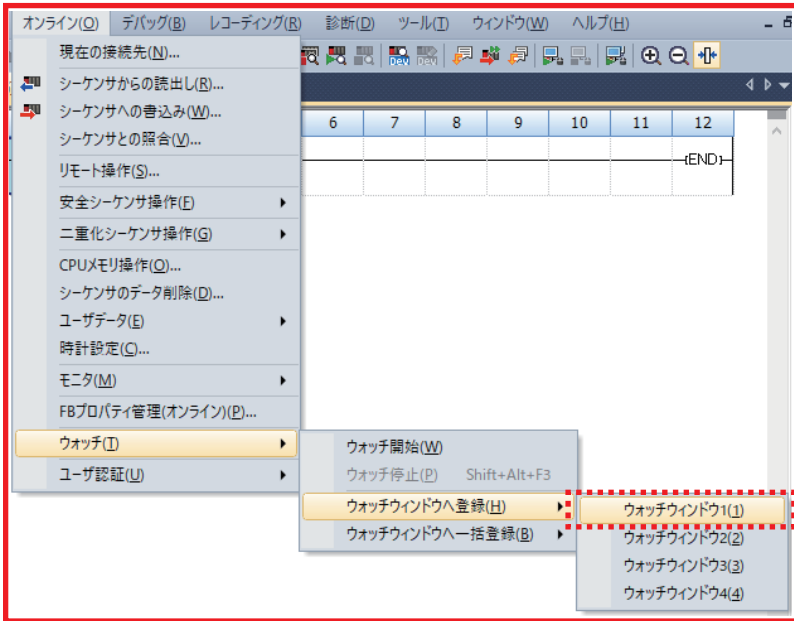 オンライン(O) デバッグ(B) レコーディング(R) 診断(D) ツール(T) ウィンドウ(W) ヘルプ(H)
現在の接続先(N)...
シーケンサからの読出し(R)...
シーケンサへの書込み(W)...
シーケンサとの照合(V)...
リモート操作(S)...
安全シーケンサ操作(F)
二重化シーケンサ操作(G)
CPUメモリ操作(O)...
シーケンサのデータ削除(D)...
ユーザデータ(E)
時計設定(C)...
モニタ(M)
FBプロパティ管理(オンライン)(P)...
ウォッチ(T)
ユーザ認証(U)
Dev Dev
6 7 8 9 10 11 12
END
ウォッチ開始(W)
ウォッチ停止(P) Shift+Alt+F3
ウォッチウィンドウへ登録(H)
ウォッチウィンドウへ一括登録(B)
ウォッチウィンドウ1(1)
ウォッチウィンドウ2(2)
ウォッチウィンドウ3(3)
ウォッチウィンドウ4(4)